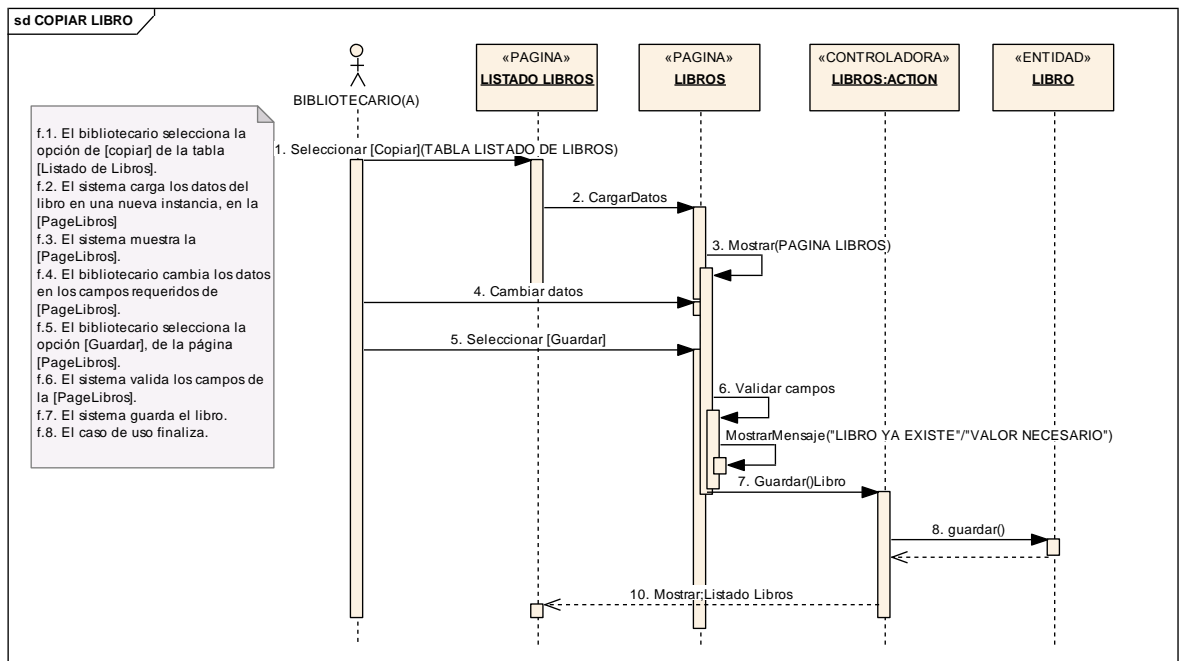 sd COPIAR LIBRO
BIBLIOTECARIO(A)
«PAGINA»
LISTADO LIBROS
«PAGINA»
LIBROS
«CONTROLADORA»
LIBROS:ACTION
«ENTIDAD»
LIBRO
f.1. El bibliotecario selecciona la
opción de [copiar] de la tabla
[Listado de Libros].
f.2. El sistema carga los datos del
libro en una nueva instancia, en la
[PageLibros]
f.3. El sistema muestra la
[PageLibros].
f.4. El bibliotecario cambia los datos
en los campos requeridos de
[PageLibros].
f.5. El bibliotecario selecciona la
opción [Guardar], de la página
[PageLibros].
f.6. El sistema valida los campos de
la [PageLibros].
f.7. El sistema guarda el libro.
f.8. El caso de uso finaliza.
1. Seleccionar [Copiar](TABLA LISTADO DE LIBROS)
2. CargarDatos
3. Mostrar(PAGINA LIBROS)
4. Cambiar datos
5. Seleccionar [Guardar]
6. Validar campos
MostrarMensaje("LIBRO YA EXISTE"/"VALOR NECESARIO")
7. Guardar()Libro
8. guardar()
10. Mostrar;Listado Libros